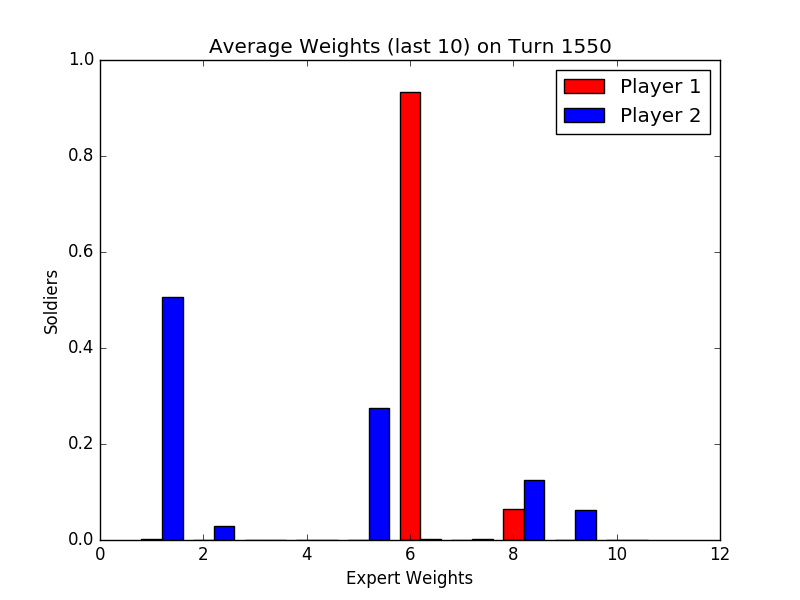 Average Weights (last 10) on Turn 1550
Player 1
Player 2
1.0
0.8
0.6
0.4
0.2
0.0
Soldiers
0 2 4 6 8 10 12
Expert Weights